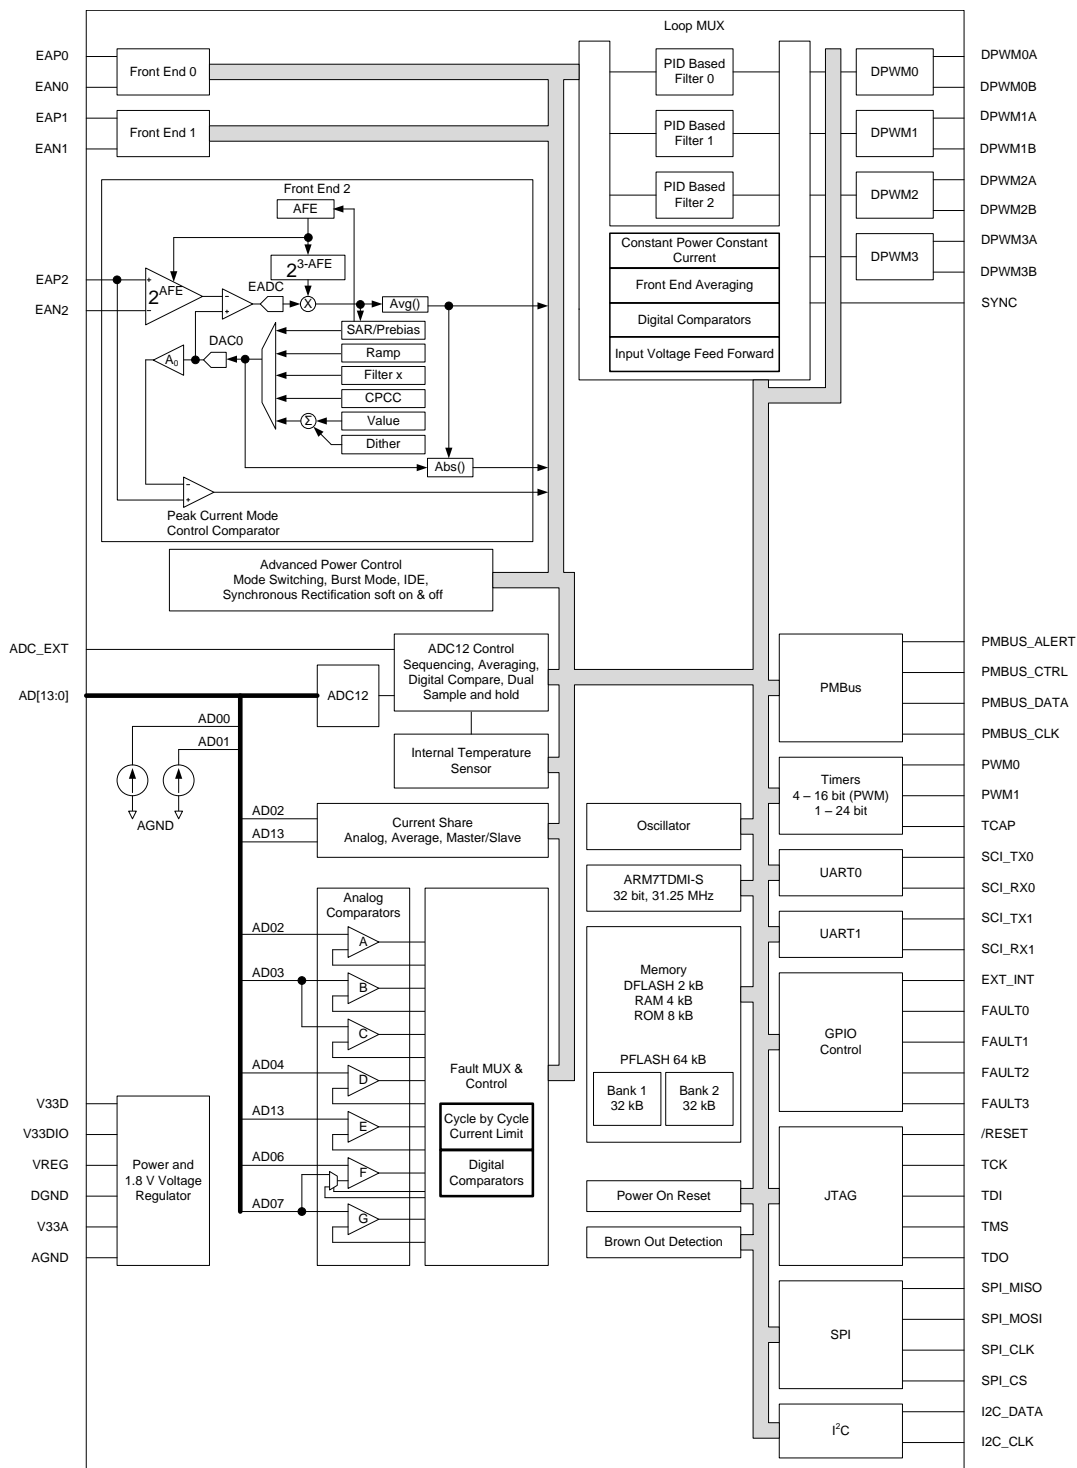 Loop MUX
EAP0
EAN0
EAP1
EAN1
Front End 0
Front End 1
PID Based
Filter 0
PID Based
Filter 1
PID Based
Filter 2
DPWM0
DPWM1
DPWM2
DPWM3
DPWM0A
DPWM0B
DPWM1A
DPWM1B
DPWM2A
DPWM2B
DPWM3A
DPWM3B
SYNC
Constant Power Constant
Current
Front End Averaging
Digital Comparators
Input Voltage Feed Forward
Front End 2
AFE
2^3-AFE
EAP2
EAN2
+
2^AFE
−
−
+
EADC
X
Avg()
DAC0
A0
SAR/Prebias
Ramp
Filter x
CPCC
Σ
Value
Dither
Abs()
−
+
Peak Current Mode
Control Comparator
Advanced Power Control
Mode Switching, Burst Mode, IDE,
Synchronous Rectification soft on & off
ADC_EXT
AD[13:0]
ADC12
ADC12 Control
Sequencing, Averaging,
Digital Compare, Dual
Sample and hold
AD00
AD01
AGND
Internal Temperature
Sensor
AD02
AD13
Current Share
Analog, Average, Master/Slave
Analog
Comparators
AD02
A
AD03
B
C
AD04
D
AD13
E
AD06
F
AD07
G
Fault MUX &
Control
Cycle by Cycle
Current Limit
Digital
Comparators
V33D
V33DIO
VREG
DGND
V33A
AGND
Power and
1.8 V Voltage
Regulator
Oscillator
ARM7TDMI-S
32 bit, 31.25 MHz
Memory
DFLASH 2 kB
RAM 4 kB
ROM 8 kB
PFLASH 64 kB
Bank 1
32 kB
Bank 2
32 kB
Power On Reset
Brown Out Detection
PMBus
PMBUS_ALERT
PMBUS_CTRL
PMBUS_DATA
PMBUS_CLK
Timers
4 – 16 bit (PWM)
1 – 24 bit
PWM0
PWM1
TCAP
UART0
SCI_TX0
SCI_RX0
UART1
SCI_TX1
SCI_RX1
GPIO
Control
EXT_INT
FAULT0
FAULT1
FAULT2
FAULT3
JTAG
/RESET
TCK
TDI
TMS
TDO
SPI
SPI_MISO
SPI_MOSI
SPI_CLK
SPI_CS
I²C
I2C_DATA
I2C_CLK